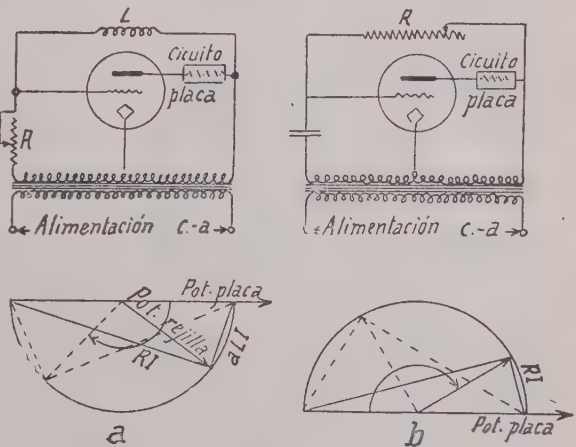 L
Cicuito
placa
R
Alimentación c.-a
R
Cicuito
placa
Alimentación c.-a
Pot. placa
Pot. rejilla
RI
aLI
a
RI
Pot. placa
b